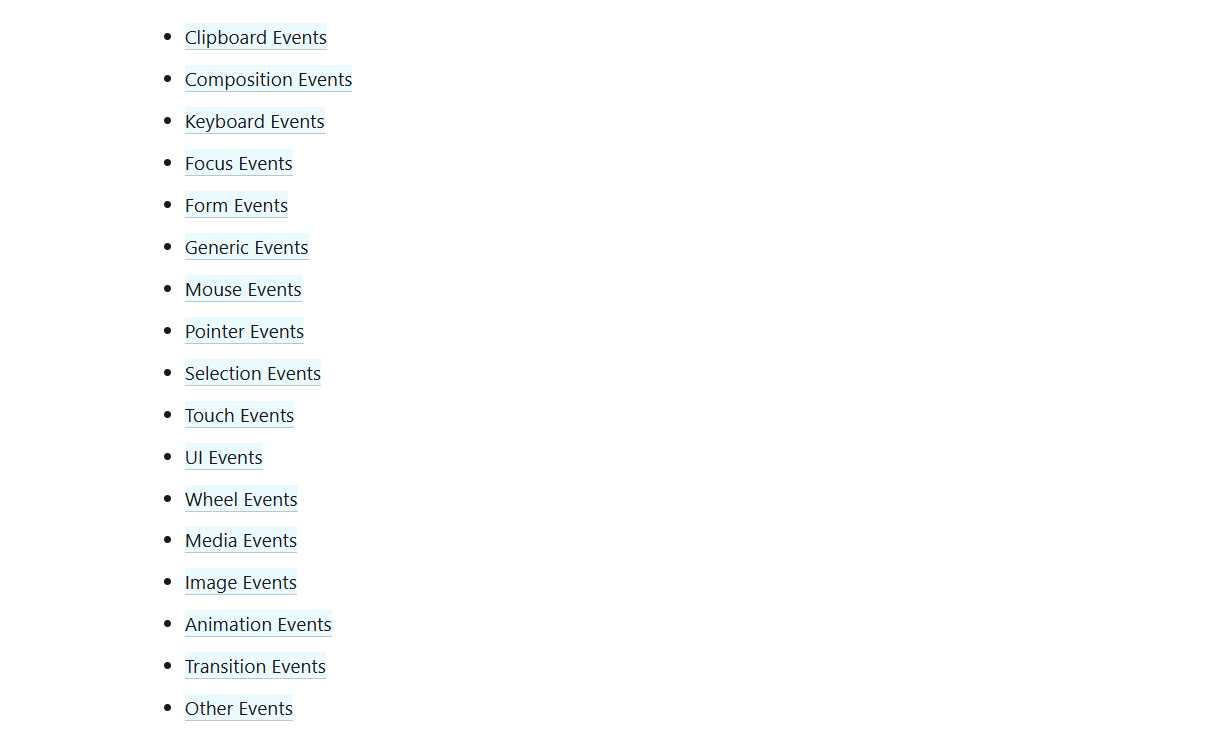 Clipboard Events
Composition Events
Keyboard Events
Focus Events
Form Events
Generic Events
Mouse Events
Pointer Events
Selection Events
Touch Events
UI Events
Wheel Events
Media Events
Image Events
Animation Events
Transition Events
Other Events